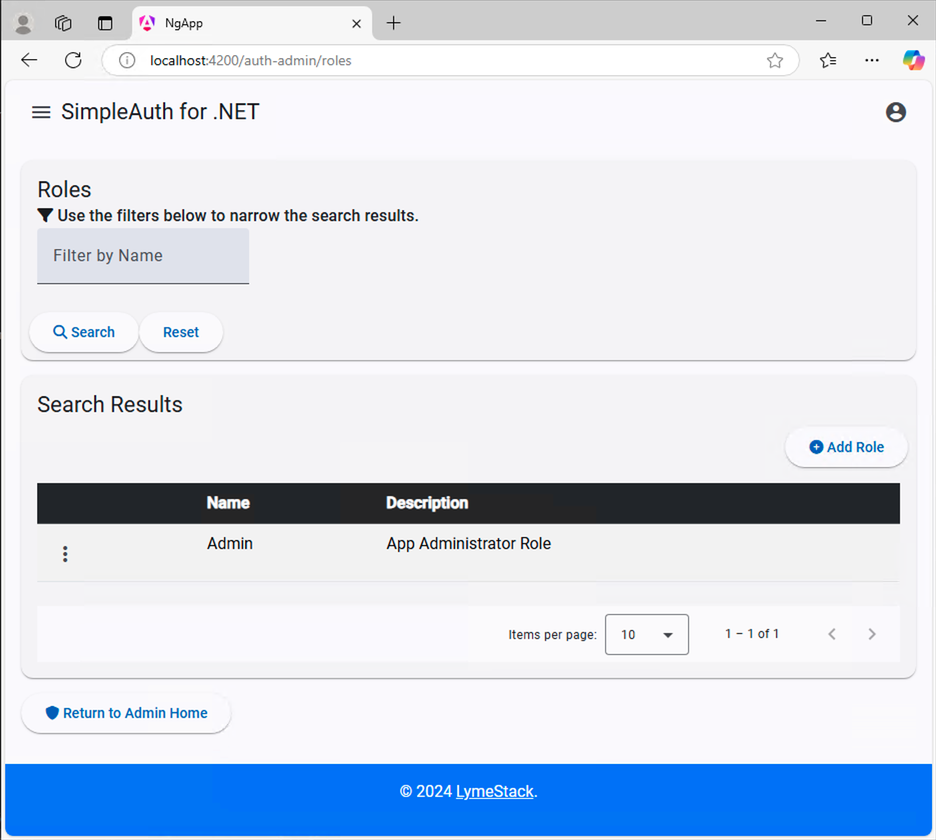 NgApp
localhost:4200/auth-admin/roles
SimpleAuth for .NET
Roles
Use the filters below to narrow the search results.
Filter by Name
Search Reset
Search Results
Add Role
Name Description
Admin App Administrator Role
Items per page: 10 1 – 1 of 1
Return to Admin Home
© 2024 LymeStack.